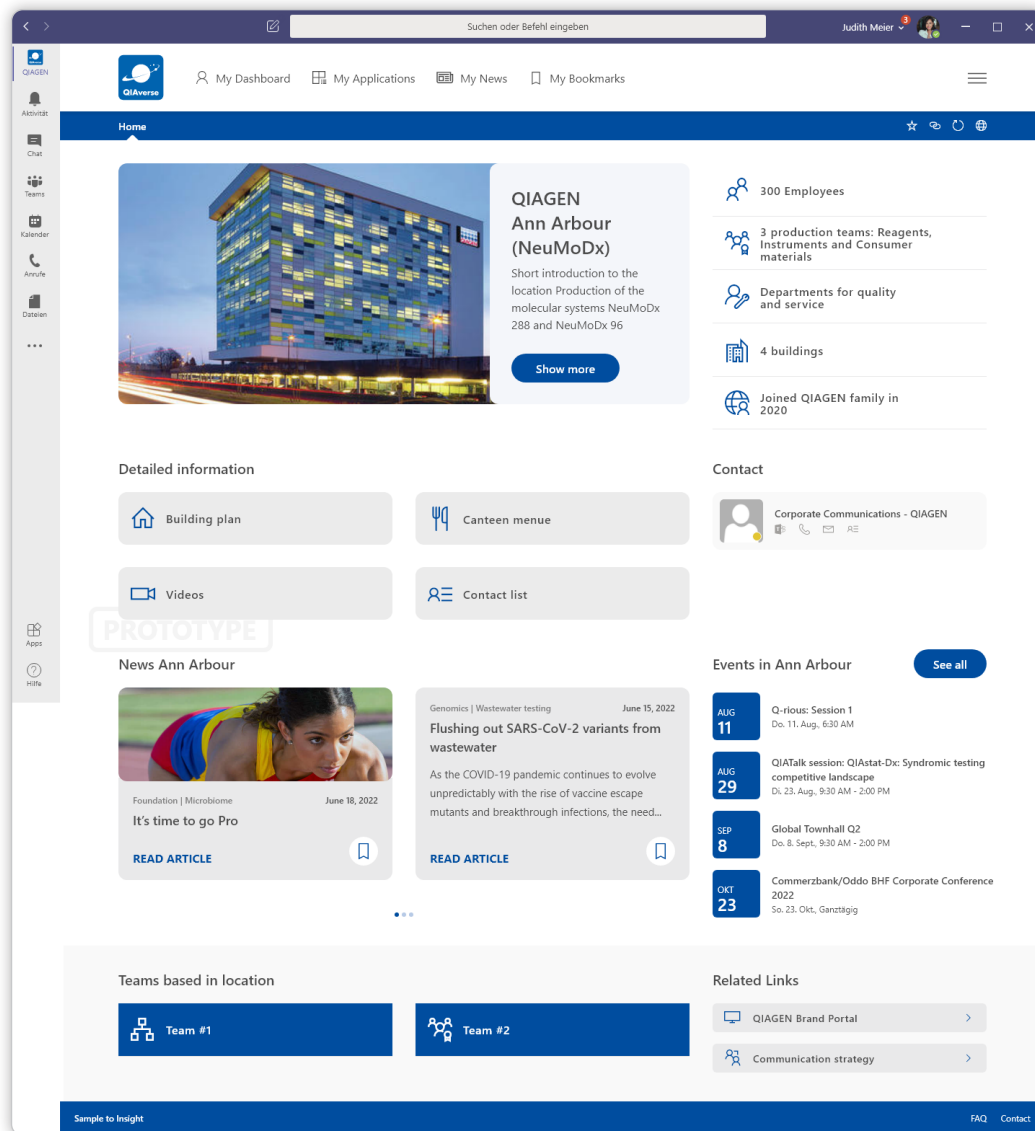 Suchen oder Befehl eingeben
Judith Meier
3
QIAGEN
Aktivität
Chat
Teams
Kalender
Anrufe
Dateien
Apps
Hilfe
QIAverse
My Dashboard
My Applications
My News
My Bookmarks
Home
QIAGEN
Ann Arbour
(NeuMoDx)
Short introduction to the
location Production of the
molecular systems NeuMoDx
288 and NeuMoDx 96
Show more
300 Employees
3 production teams: Reagents,
Instruments and Consumer
materials
Departments for quality
and service
4 buildings
Joined QIAGEN family in
2020
Detailed information
Building plan
Canteen menue
Videos
Contact list
Contact
Corporate Communications - QIAGEN
PROTOTYPE
News Ann Arbour
Foundation | Microbiome
June 18, 2022
It's time to go Pro
READ ARTICLE
Genomics | Wastewater testing
June 15, 2022
Flushing out SARS-CoV-2 variants from
wastewater
As the COVID-19 pandemic continues to evolve
unpredictably with the rise of vaccine escape
mutants and breakthrough infections, the need...
READ ARTICLE
Events in Ann Arbour
See all
AUG
11
Q-rious: Session 1
Do. 11. Aug., 6:30 AM
AUG
29
QIATalk session: QIAstat-Dx: Syndromic testing
competitive landscape
Di. 23. Aug., 9:30 AM - 2:00 PM
SEP
8
Global Townhall Q2
Do. 8. Sept., 9:30 AM - 2:00 PM
OKT
23
Commerzbank/Oddo BHF Corporate Conference
2022
So. 23. Okt., Ganztägig
Teams based in location
Team #1
Team #2
Related Links
QIAGEN Brand Portal
Communication strategy
Sample to Insight
FAQ
Contact